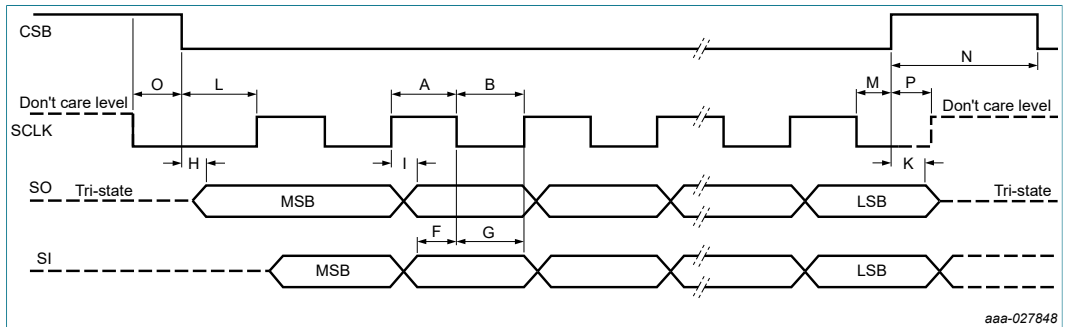 CSB
N
O
L
A
B
M
P
Don't care level
Don't care level
SCLK
H
I
K
SO
Tri-state
MSB
LSB
Tri-state
F
G
SI
MSB
LSB
aaa-027848